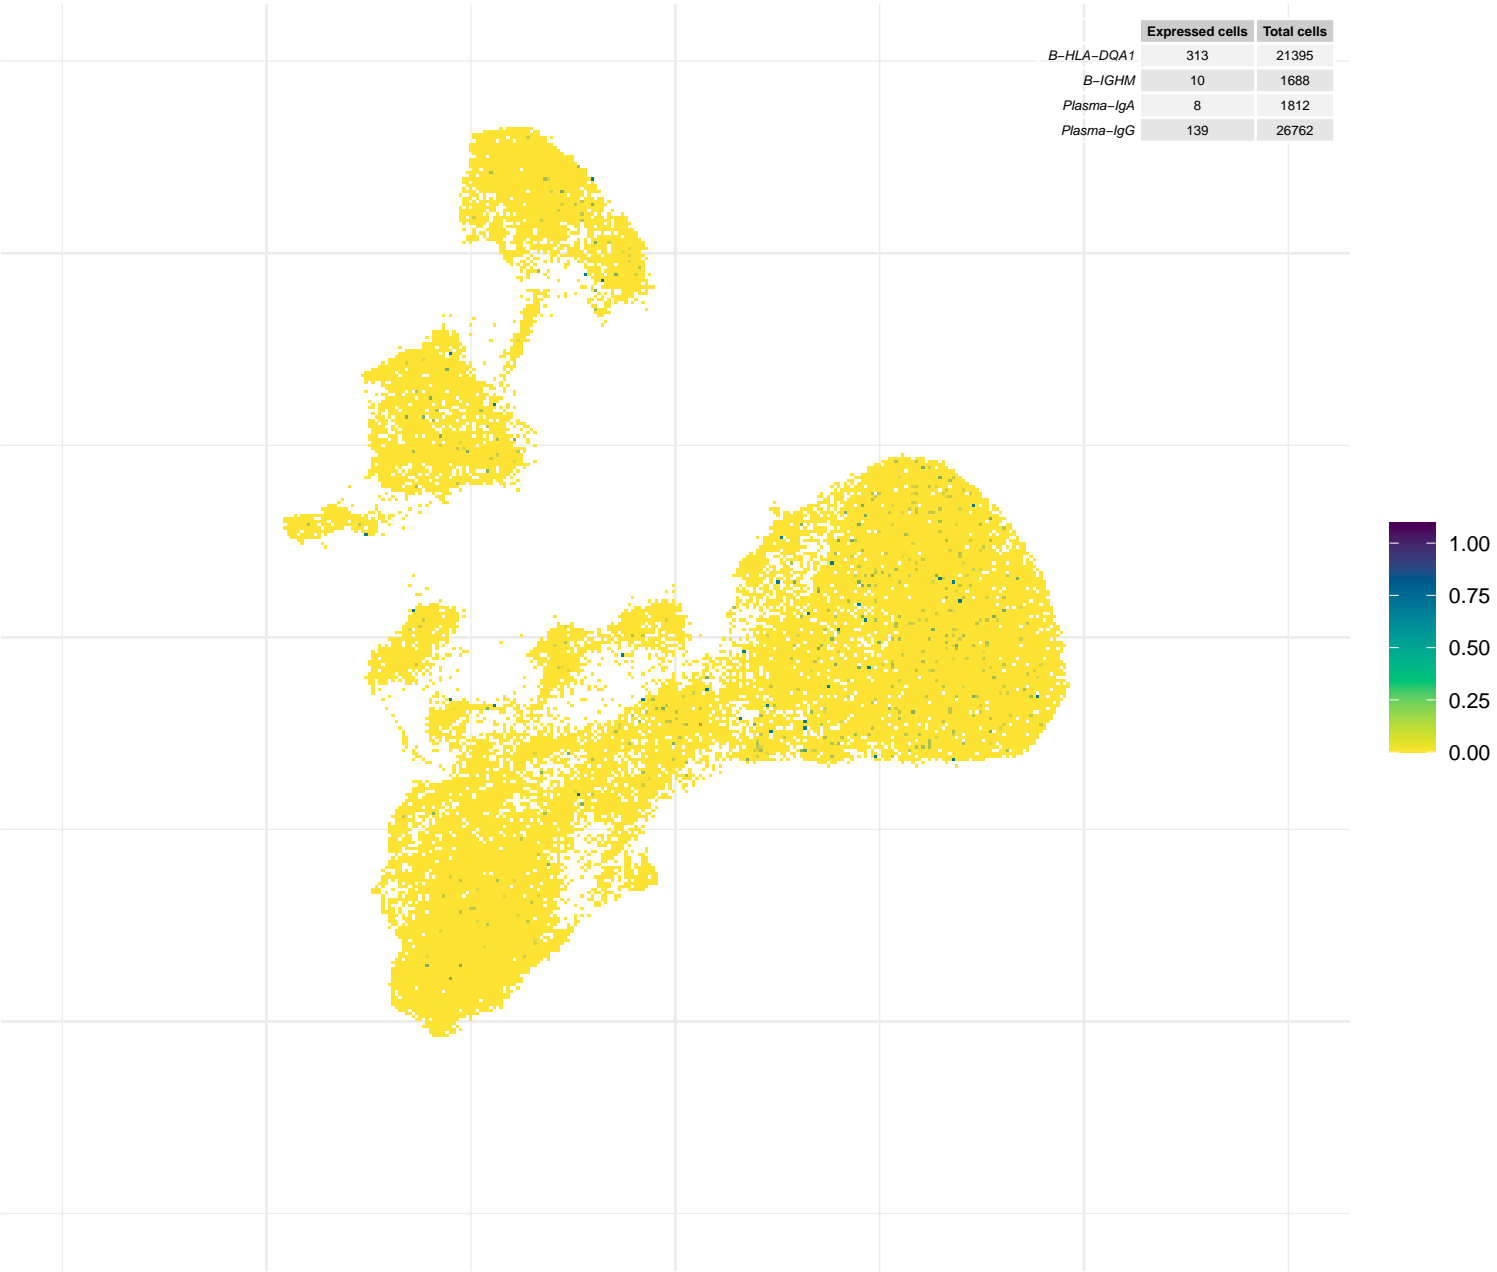 Expressed cells Total cells
B−HLA−DQA1 313 21395
B−IGHM 10 1688
Plasma−IgA 8 1812
Plasma−IgG 139 26762
1.00
0.75
0.50
0.25
0.00